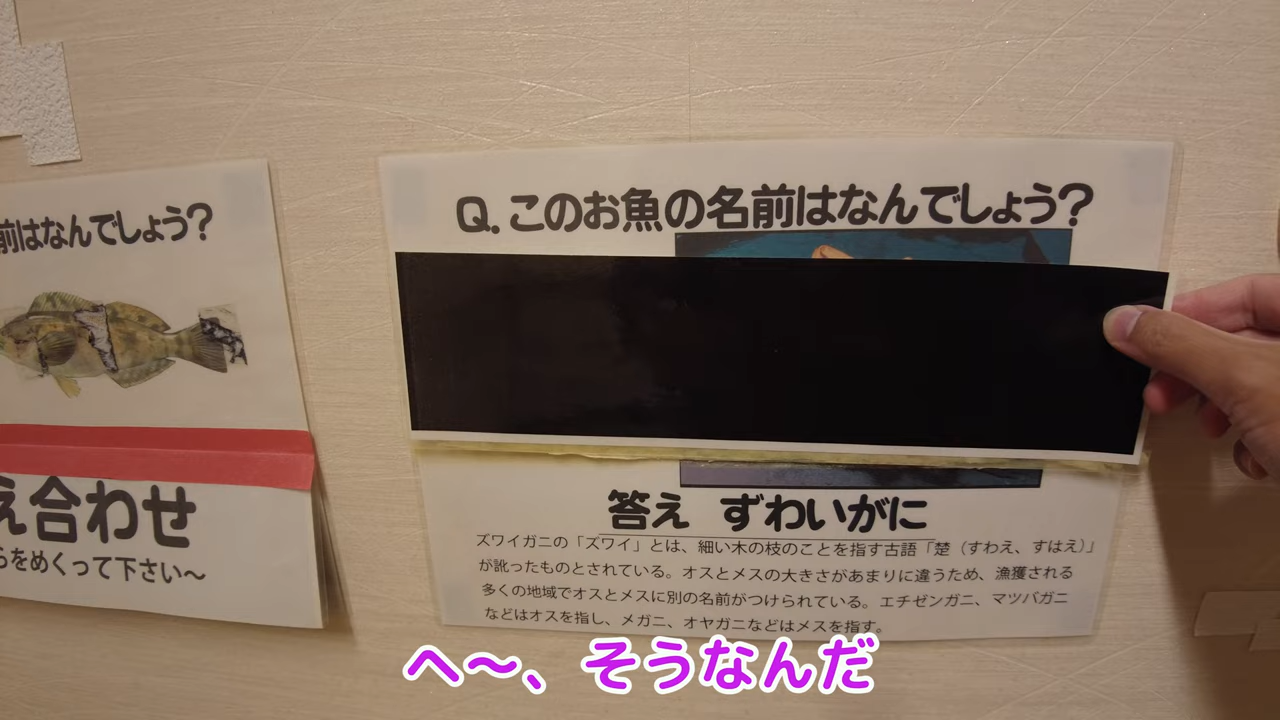 前はなんでしょう?
え合わせ
らをめくって下さい～
Q.このお魚の名前はなんでしょう?
答え ずわいがに
ズワイガニの「ズワイ」とは、細い木の枝のことを指す古語「楚（すわえ、すはえ）」
が訛ったものとされている。オスとメスの大きさがあまりに違うため、漁獲される
多くの地域でオスとメスに別の名前がつけられている。エチゼンガニ、マツバガニ
などはオスを指し、メガニ、オヤガニなどはメスを指す。
へ～、そうなんだ